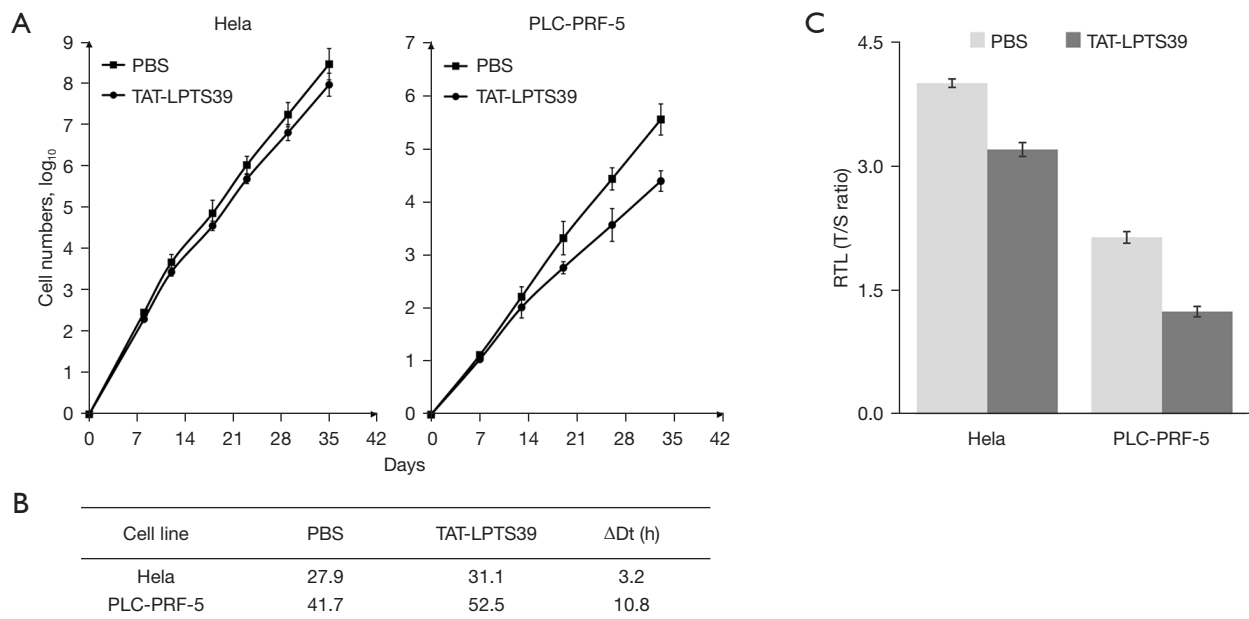 A
Hela
PBS
TAT-LPTS39
Cell numbers, log10
9
8
7
6
5
4
3
2
1
0
0 7 14 21 28 35 42
PLC-PRF-5
PBS
TAT-LPTS39
7
6
5
4
3
2
1
0
0 7 14 21 28 35 42
Days
B
Cell line PBS TAT-LPTS39 ΔDt (h)
Hela 27.9 31.1 3.2
PLC-PRF-5 41.7 52.5 10.8
C
PBS TAT-LPTS39
RTL (T/S ratio)
4.5
3.0
1.5
0.0
Hela PLC-PRF-5